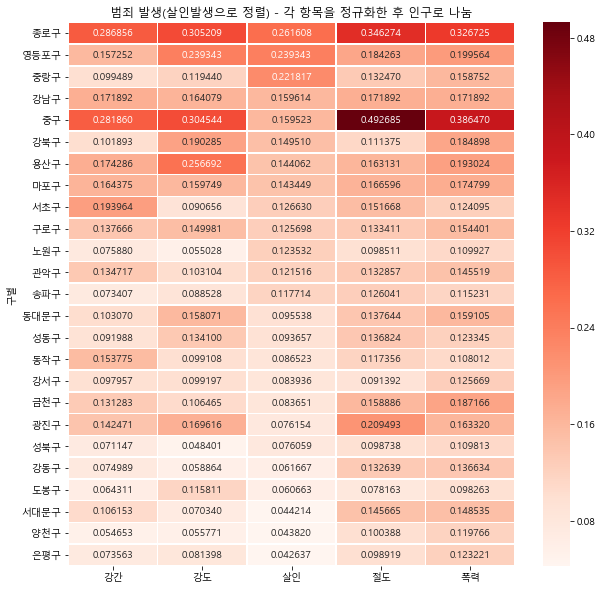 범죄 발생(살인발생으로 정렬) - 각 항목을 정규화한 후 인구로 나눔
종로구 0.286856 0.305209 0.261608 0.346274 0.326725
영등포구 0.157252 0.239343 0.239343 0.184263 0.199564
중랑구 0.099489 0.119440 0.221817 0.132470 0.158752
강남구 0.171892 0.164079 0.159614 0.171892 0.171892
중구 0.281860 0.304544 0.159523 0.492685 0.386470
강북구 0.101893 0.190285 0.149510 0.111375 0.184898
용산구 0.174286 0.256692 0.144062 0.163131 0.193024
마포구 0.164375 0.159749 0.143449 0.166596 0.174799
서초구 0.193964 0.090656 0.126630 0.151668 0.124095
구로구 0.137666 0.149981 0.125698 0.133411 0.154401
노원구 0.075880 0.055028 0.123532 0.098511 0.109927
관악구 0.134717 0.103104 0.121516 0.132857 0.145519
송파구 0.073407 0.088528 0.117714 0.126041 0.115231
동대문구 0.103070 0.158071 0.095538 0.137644 0.159105
성동구 0.091988 0.134100 0.093657 0.136824 0.123345
동작구 0.153775 0.099108 0.086523 0.117356 0.108012
강서구 0.097957 0.099197 0.083936 0.091392 0.125669
금천구 0.131283 0.106465 0.083651 0.158886 0.187166
광진구 0.142471 0.169616 0.076154 0.209493 0.163320
성북구 0.071147 0.048401 0.076059 0.098738 0.109813
강동구 0.074989 0.058864 0.061667 0.132639 0.136634
도봉구 0.064311 0.115811 0.060663 0.078163 0.098263
서대문구 0.106153 0.070340 0.044214 0.145665 0.148535
양천구 0.054653 0.055771 0.043820 0.100388 0.119766
은평구 0.073563 0.081398 0.042637 0.098919 0.123221
강간 강도 살인 절도 폭력
구별
0.48
0.40
0.32
0.24
0.16
0.08